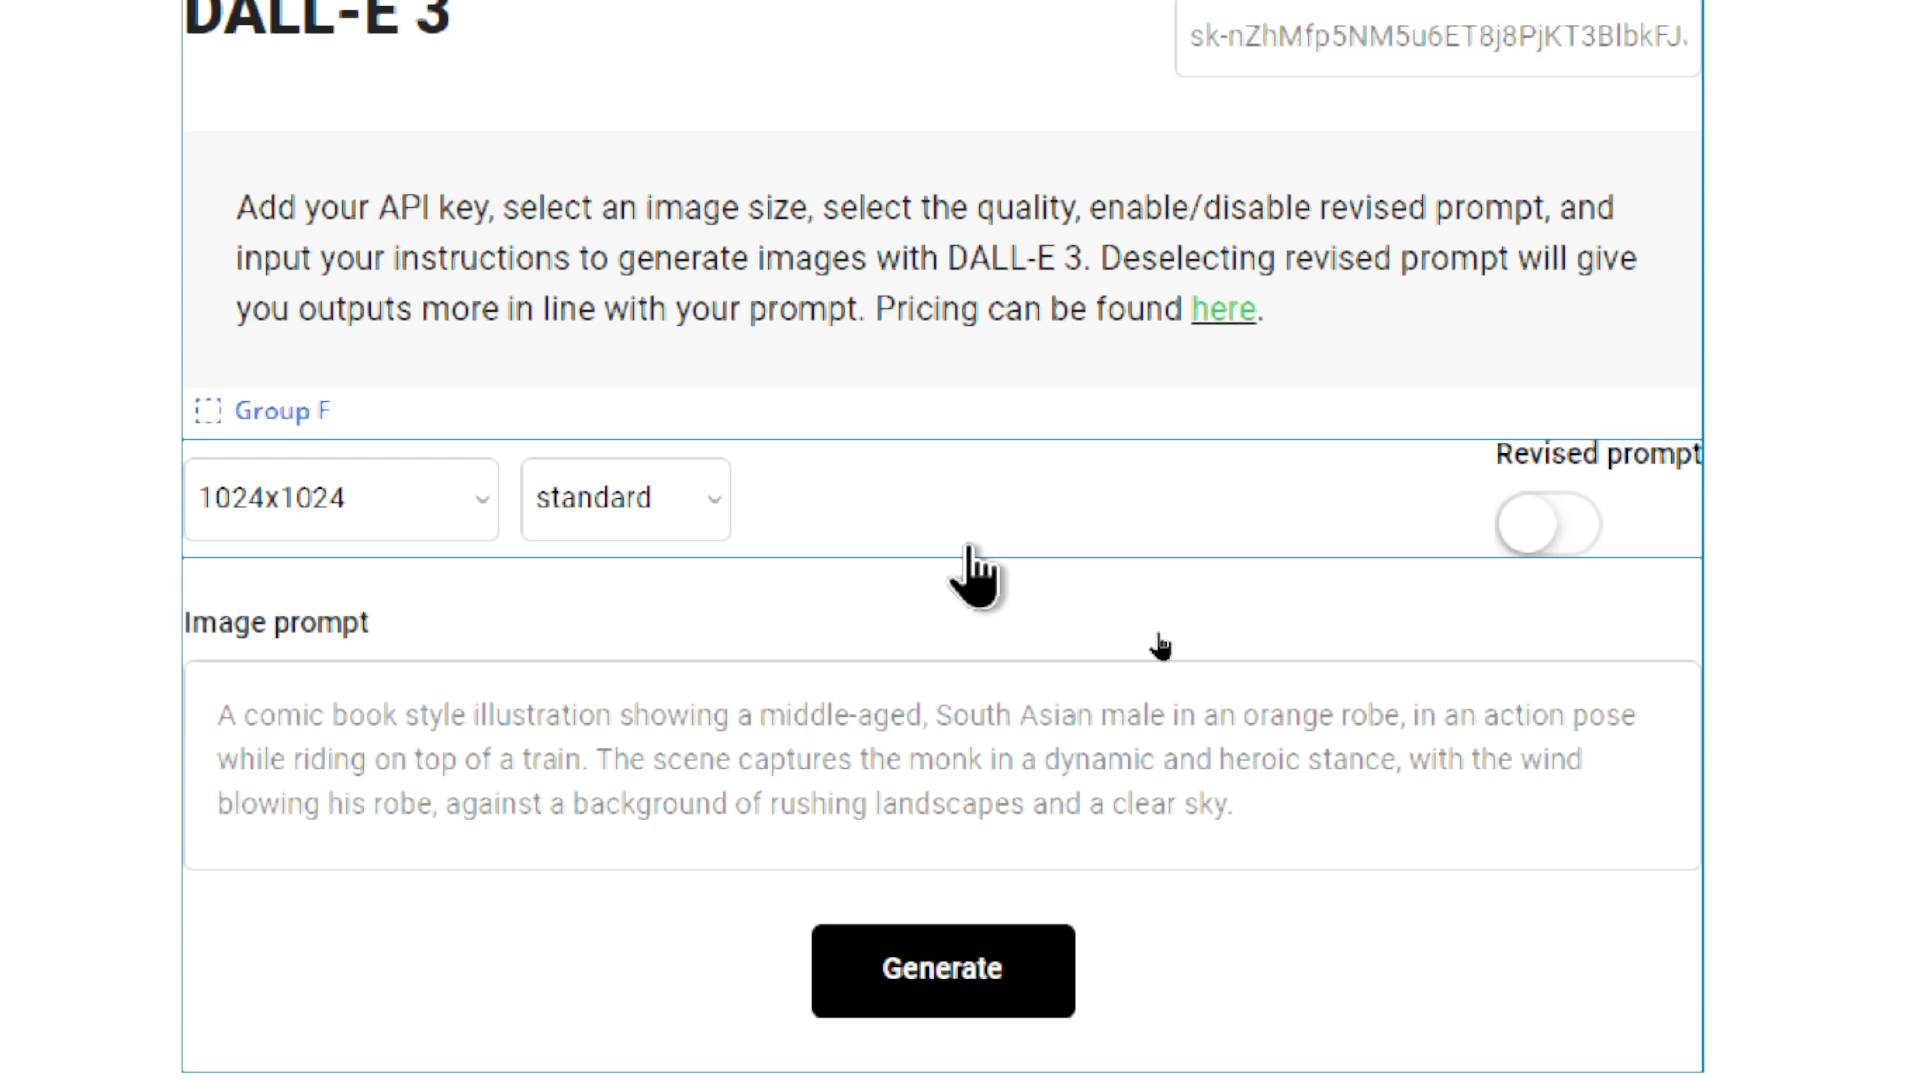 DALL-E 3
sk-nZhMfp5NM5u6ET8j8PjKT3BlbkFJ
Add your API key, select an image size, select the quality, enable/disable revised prompt, and
input your instructions to generate images with DALL-E 3. Deselecting revised prompt will give
you outputs more in line with your prompt. Pricing can be found here.
Group F
Revised prompt
1024x1024
standard
Image prompt
A comic book style illustration showing a middle-aged, South Asian male in an orange robe, in an action pose
while riding on top of a train. The scene captures the monk in a dynamic and heroic stance, with the wind
blowing his robe, against a background of rushing landscapes and a clear sky.
Generate